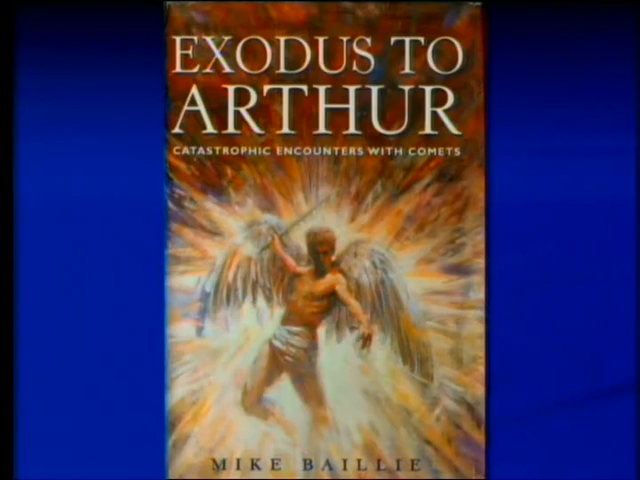 EXODUS TO
ARTHUR
CATASTROPHIC ENCOUNTERS WITH COMETS
MIKE BAILLIE